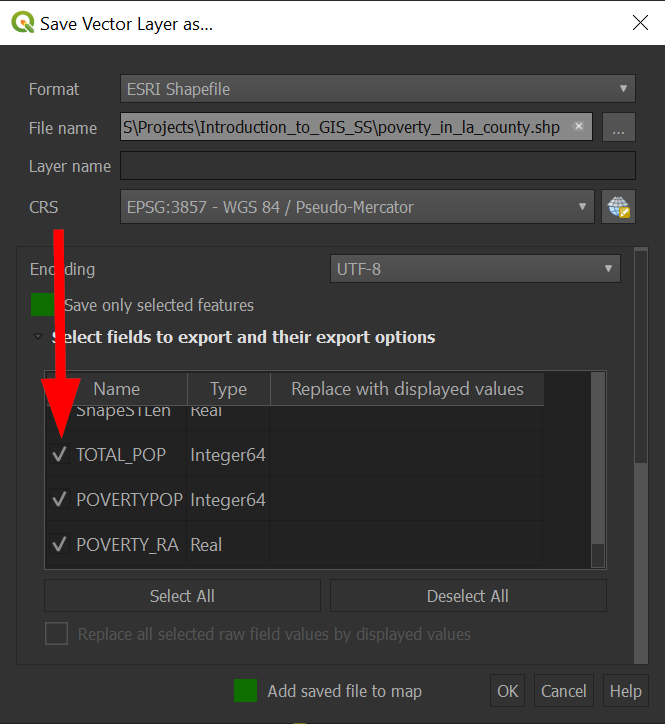 Save Vector Layer as...
Format ESRI Shapefile
File name S\Projects\Introduction_to_GIS_SS\poverty_in_la_county.shp ...
Layer name
CRS EPSG:3857 - WGS 84 / Pseudo-Mercator
Encoding UTF-8
Save only selected features
Select fields to export and their export options
Name Type Replace with displayed values
ShapeSTLen Real
TOTAL_POP Integer64
POVERTYPOP Integer64
POVERTY_RA Real
Select All Deselect All
Replace all selected raw field values by displayed values
Add saved file to map OK Cancel Help